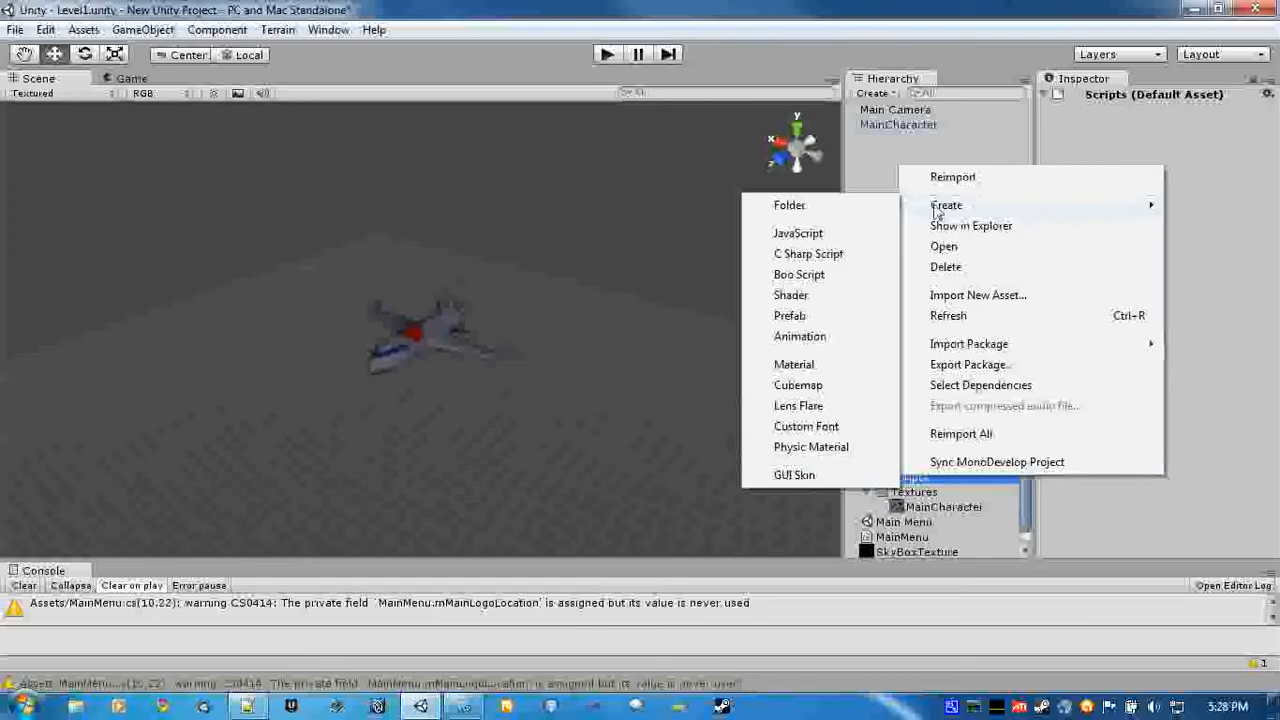 Unity - Level1.unity - New Unity Project - PC and Mac Standalone*
File Edit Assets GameObject Component Terrain Window Help
Center Local Layers Layout
Scene Game Hierarchy Inspector
Textured RGB Create All
Scripts (Default Asset)
Main Camera
MainCharacter
y
x
z
Reimport
Create
Show in Explorer
Open
Delete
Import New Asset...
Refresh Ctrl+R
Import Package
Export Package...
Select Dependencies
Export compressed audio file...
Reimport All
Sync MonoDevelop Project
Folder
JavaScript
C Sharp Script
Boo Script
Shader
Prefab
Animation
Material
Cubemap
Lens Flare
Custom Font
Physic Material
GUI Skin
Textures
MainCharacter
Main Menu
MainMenu
SkyBoxTexture
Console
Clear Collapse Clear on play Error pause Open Editor Log
Assets/MainMenu.cs(10,22): warning CS0414: The private field `MainMenu.mMainLogoLocation' is assigned but its value is never used
1
5:28 PM